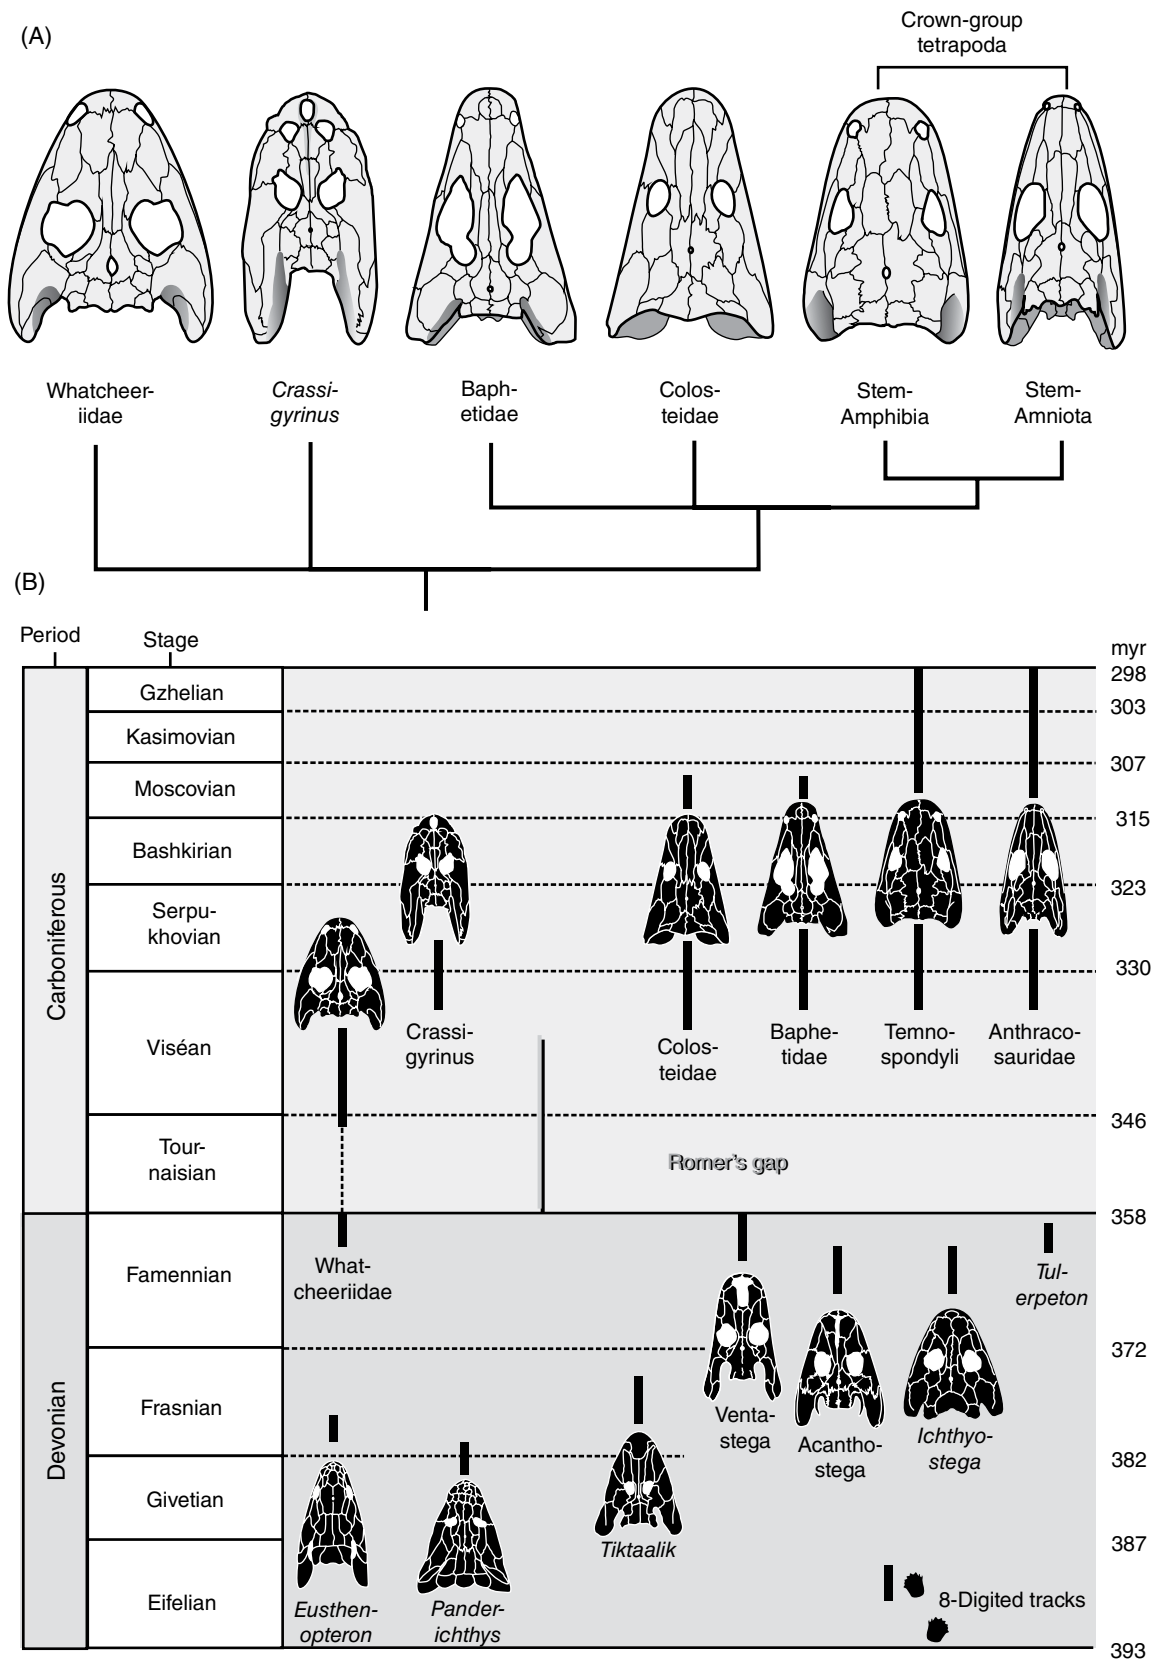 (A)
Crown-group
tetrapoda
Whatcheer-
iidae
Crassi-
gyrinus
Baph-
etidae
Colos-
teidae
Stem-
Amphibia
Stem-
Amniota
(B)
Period
Stage
myr
298
Gzhelian
303
Kasimovian
307
Moscovian
315
Bashkirian
323
Serpu-
khovian
330
Viséan
346
Tour-
naisian
358
Famennian
372
Frasnian
382
Givetian
387
Eifelian
393
Carboniferous
Devonian
Crassi-
gyrinus
Colos-
teidae
Baphe-
tidae
Temno-
spondyli
Anthraco-
sauridae
Romer's gap
What-
cheeriidae
Tul-
erpeton
Venta-
stega
Acantho-
stega
Ichthyo-
stega
Tiktaalik
Eusthen-
opteron
Pander-
ichthys
8-Digited tracks